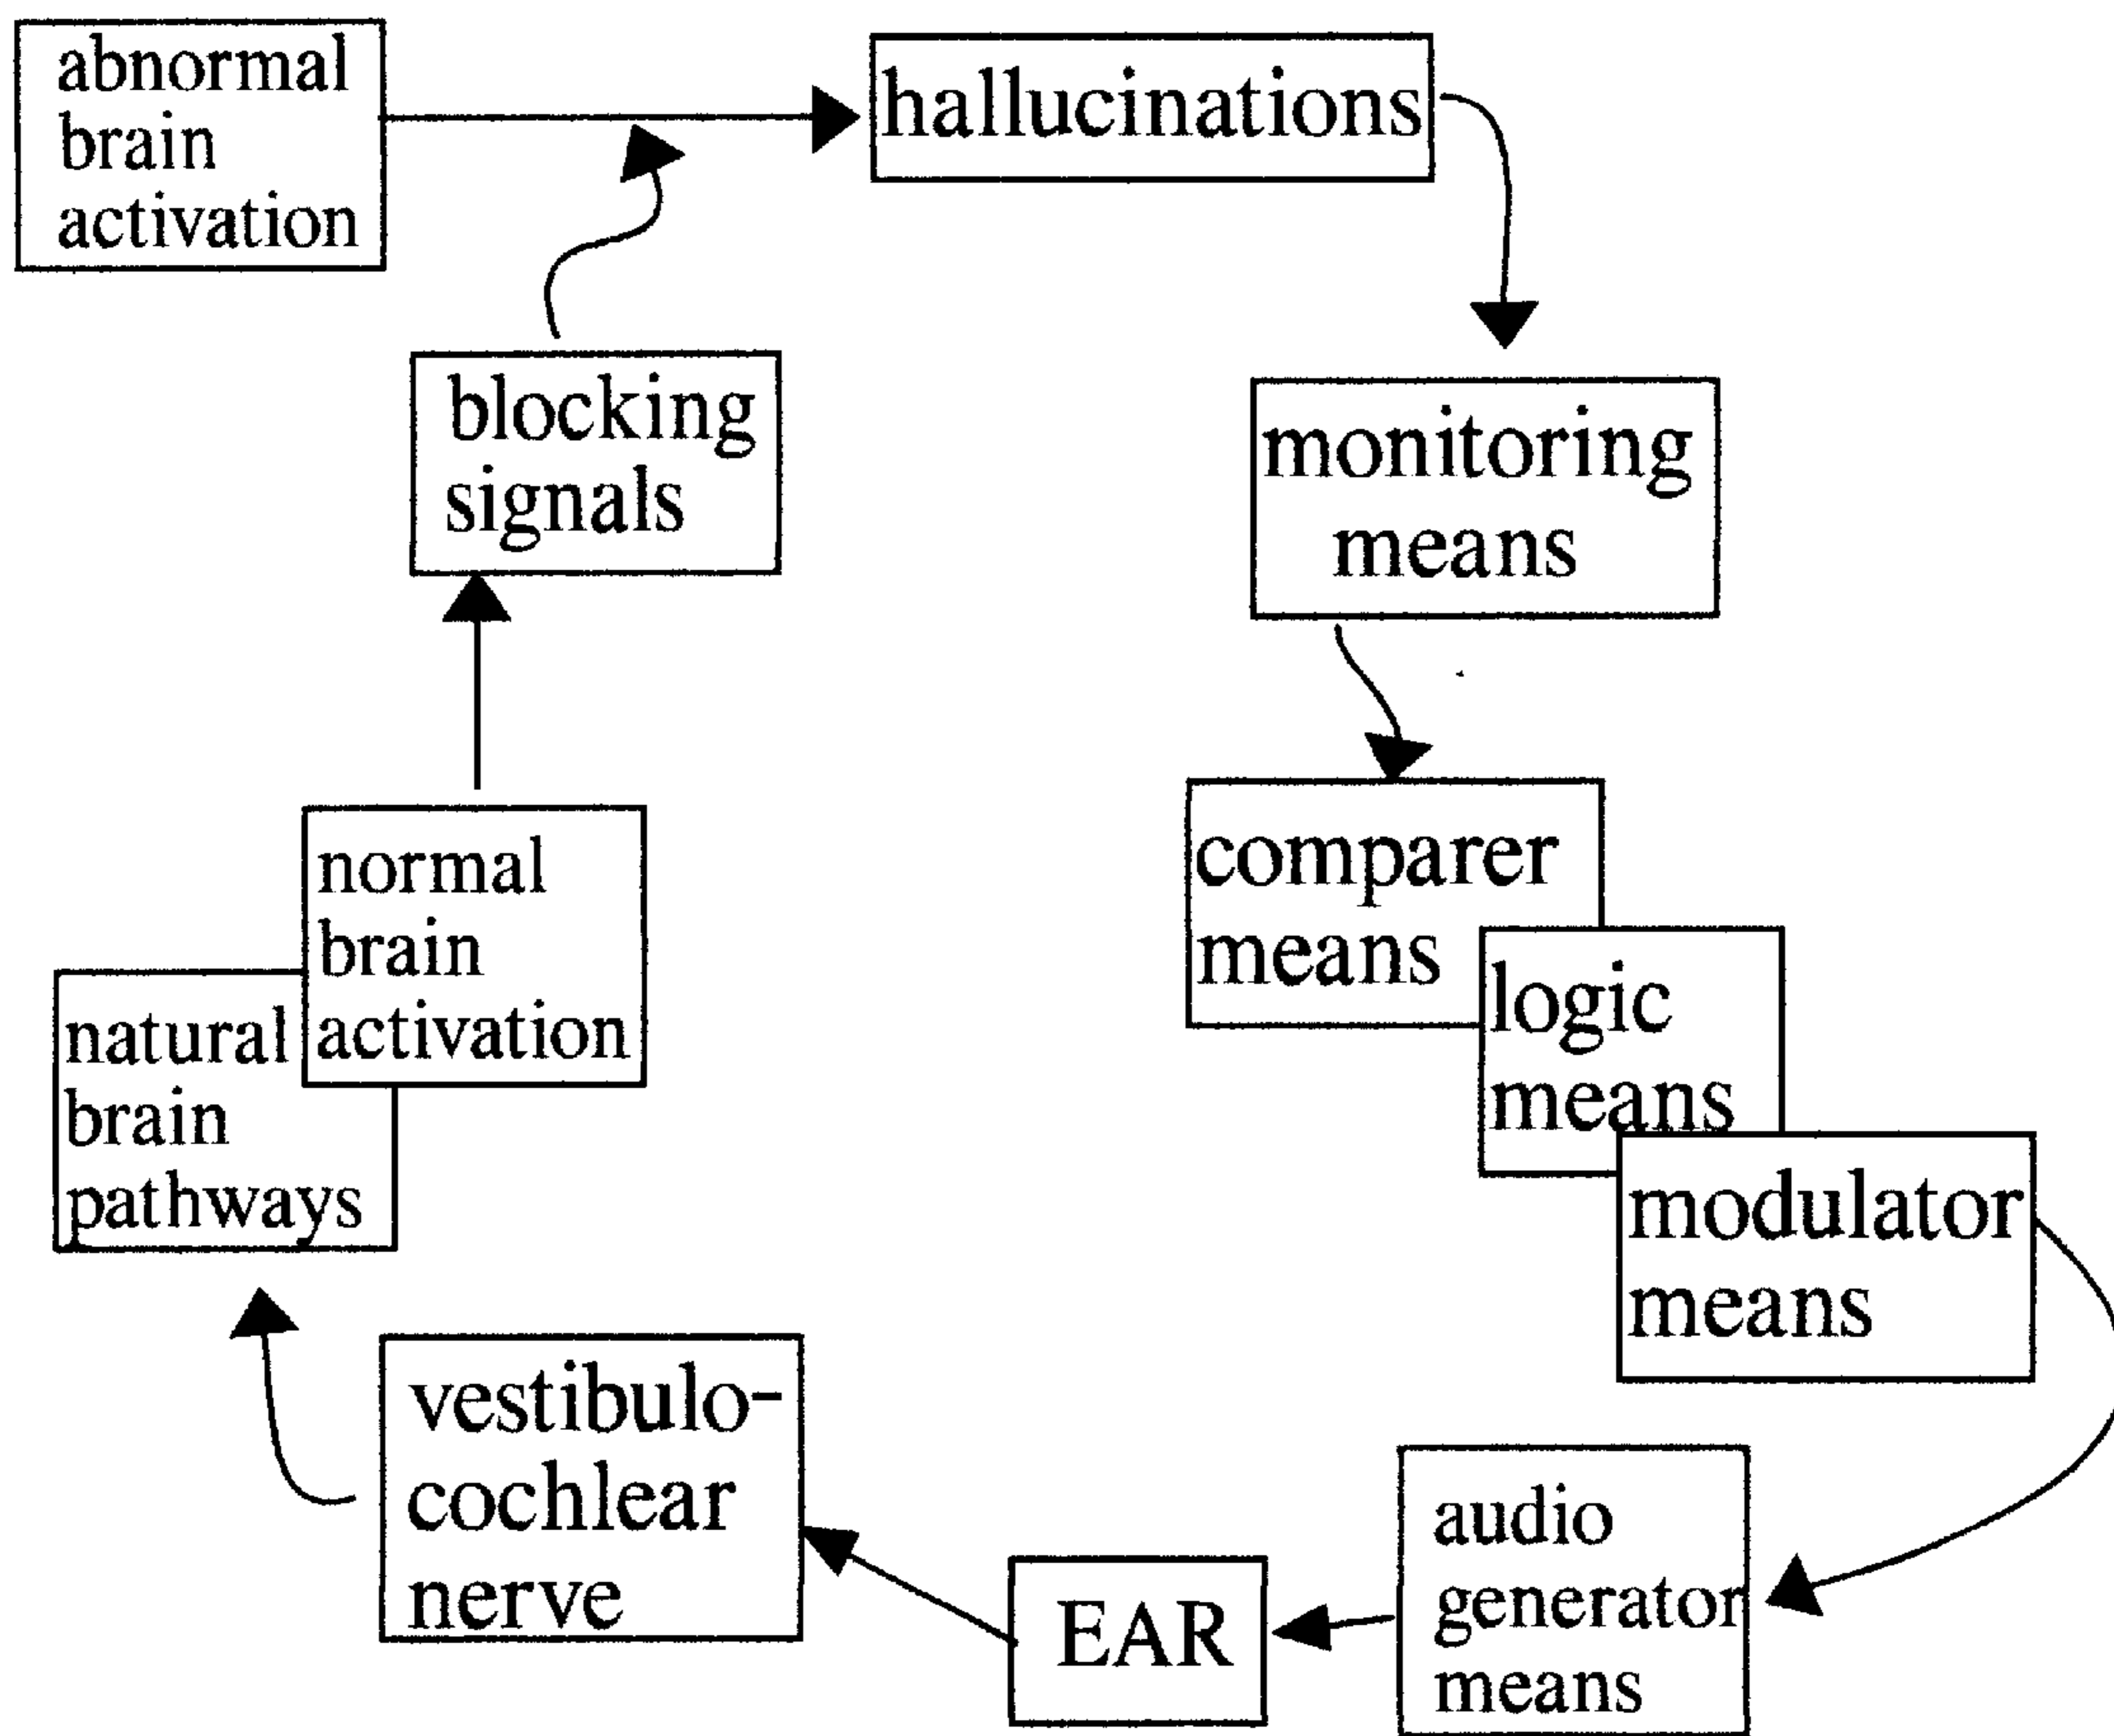 abnormal
brain
activation
hallucinations
blocking
signals
monitoring
means
normal
brain
activation
comparer
means
logic
means
natural
brain
pathways
modulator
means
vestibulo-
cochlear
nerve
EAR
audio
generator
means